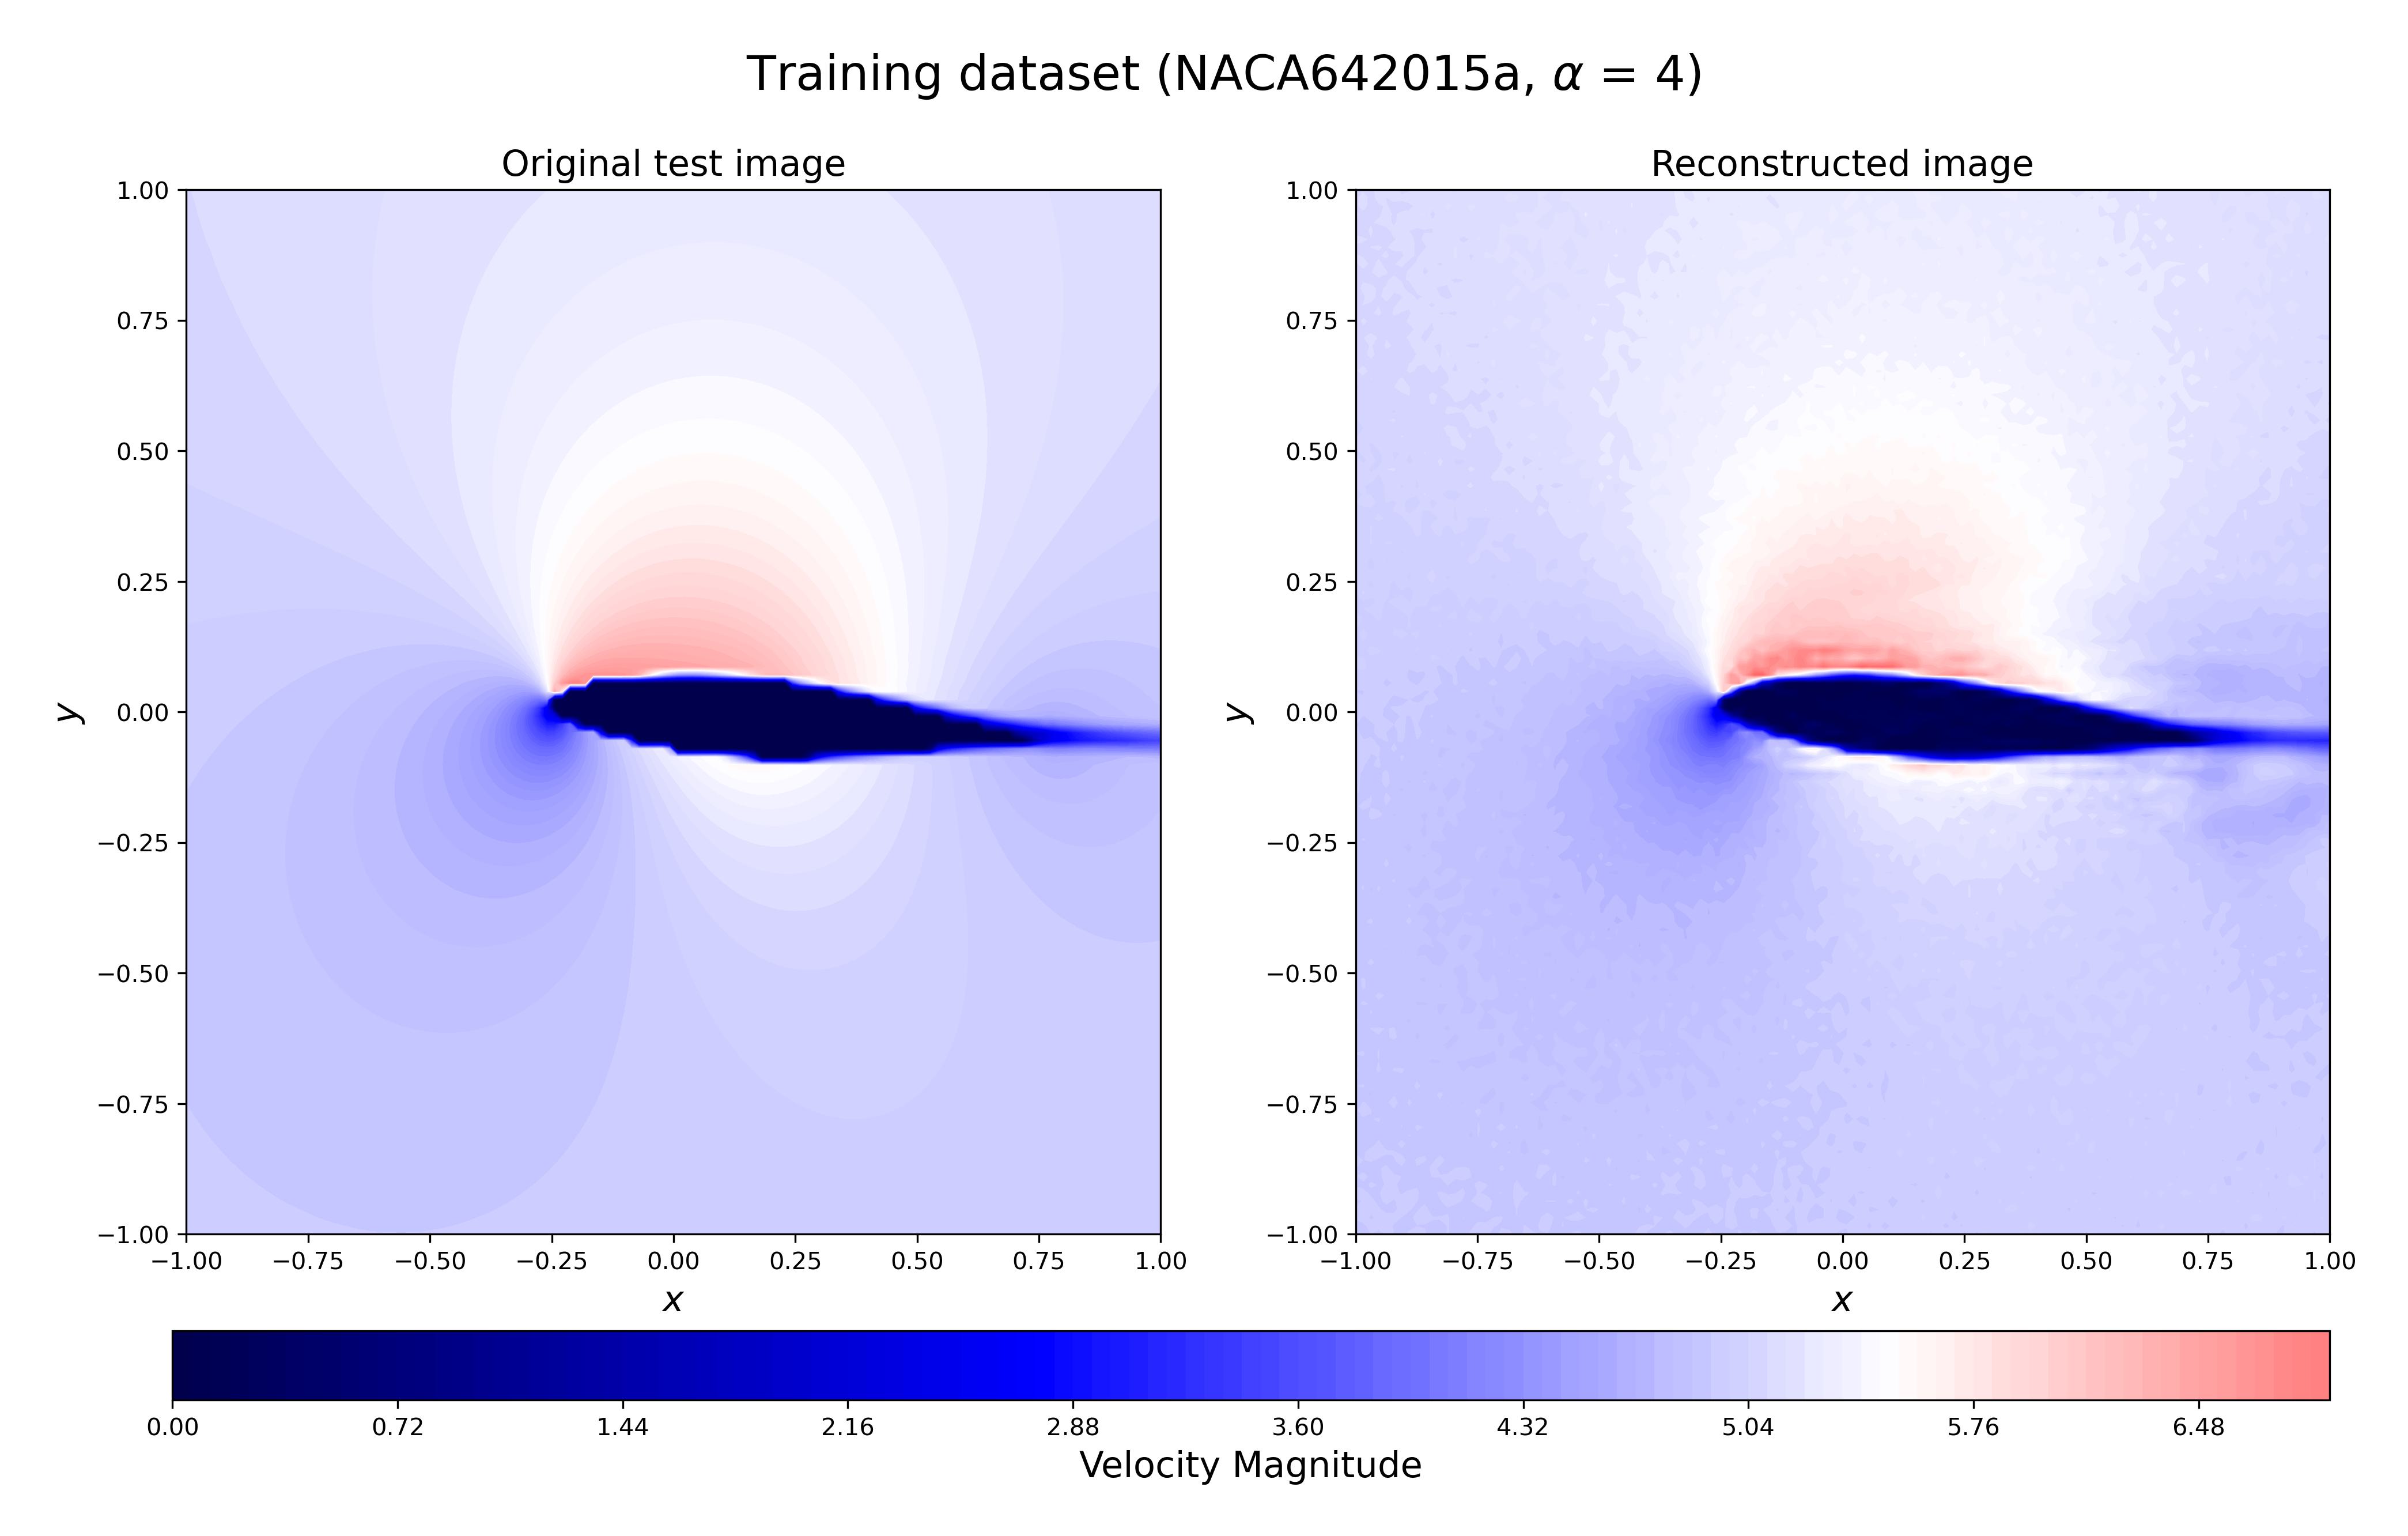 Training dataset (NACA642015a, α = 4)
Original test image
Reconstructed image
1.00
0.75
0.50
0.25
0.00
−0.25
−0.50
−0.75
−1.00
y
−1.00 −0.75 −0.50 −0.25 0.00 0.25 0.50 0.75 1.00
x
1.00
0.75
0.50
0.25
0.00
−0.25
−0.50
−0.75
−1.00
y
−1.00 −0.75 −0.50 −0.25 0.00 0.25 0.50 0.75 1.00
x
0.00 0.72 1.44 2.16 2.88 3.60 4.32 5.04 5.76 6.48
Velocity Magnitude